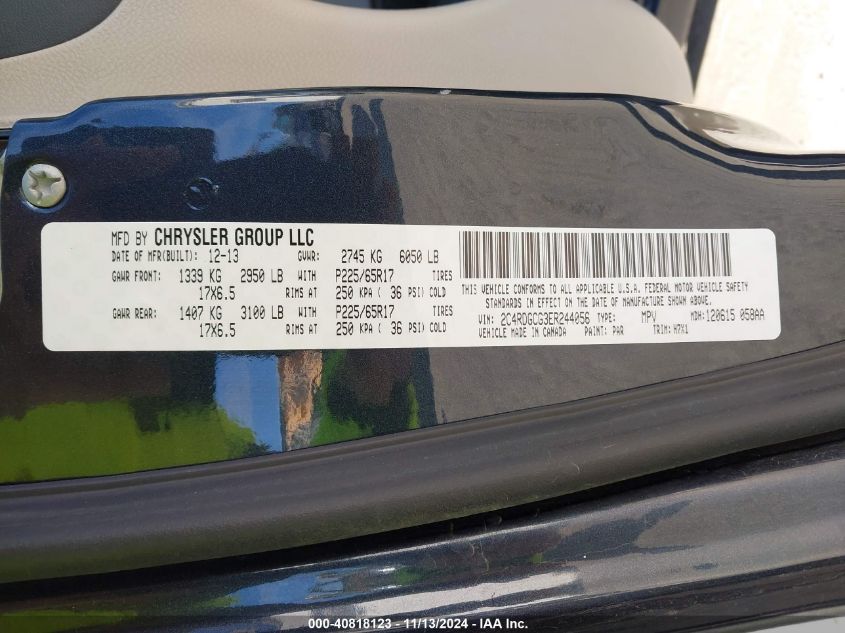 MFD BY CHRYSLER GROUP LLC
DATE OF MFR(BUILT): 12-13 GVWR: 2745 KG 6050 LB
GAWR FRONT: 1339 KG 2950 LB WITH P225/65R17 TIRES
17X6.5 RIMS AT 250 KPA ( 36 PSI) COLD
GAWR REAR: 1407 KG 3100 LB WITH P225/65R17 TIRES
17X6.5 RIMS AT 250 KPA ( 36 PSI) COLD
THIS VEHICLE CONFORMS TO ALL APPLICABLE U.S.A. FEDERAL MOTOR VEHICLE SAFETY
STANDARDS IN EFFECT ON THE DATE OF MANUFACTURE SHOWN ABOVE.
VIN: 2C4RDGCG3ER244056 TYPE: MPV MDH: 120615 058AA
VEHICLE MADE IN CANADA PAINT: PAR TRIM: H7X1
000-40818123 - 11/13/2024 - IAA Inc.